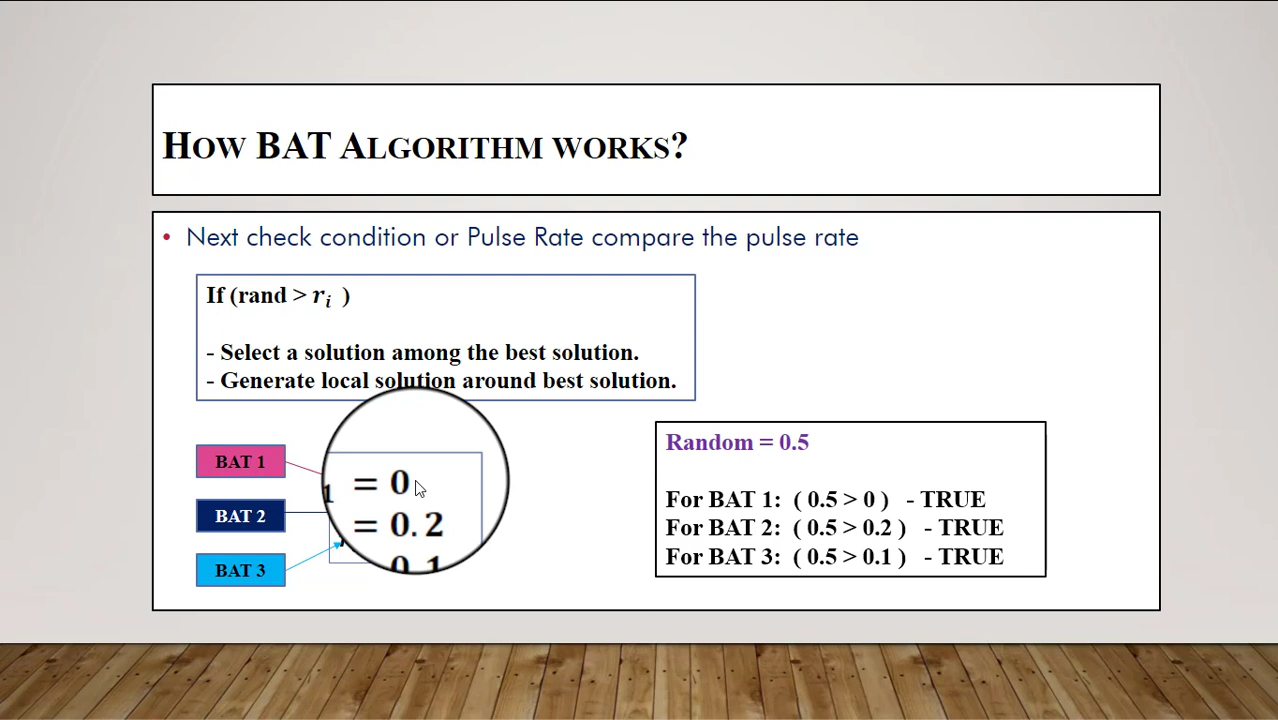 HOW BAT ALGORITHM WORKS?
• Next check condition or Pulse Rate compare the pulse rate
If (rand > rᵢ )
- Select a solution among the best solution.
- Generate local solution around best solution.
BAT 1
BAT 2
BAT 3
1 = 0
= 0.2
0.1
Random = 0.5
For BAT 1: ( 0.5 > 0 ) - TRUE
For BAT 2: ( 0.5 > 0.2 ) - TRUE
For BAT 3: ( 0.5 > 0.1 ) - TRUE